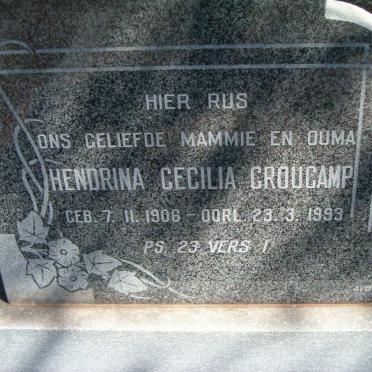 HIER RUS
ONS GELIEFDE MAMMIE EN OUMA
HENDRINA CECILIA GROUCAMP
GEB. 7. 11. 1906 - OORL. 23. 3. 1993
PS. 23 VERS 1